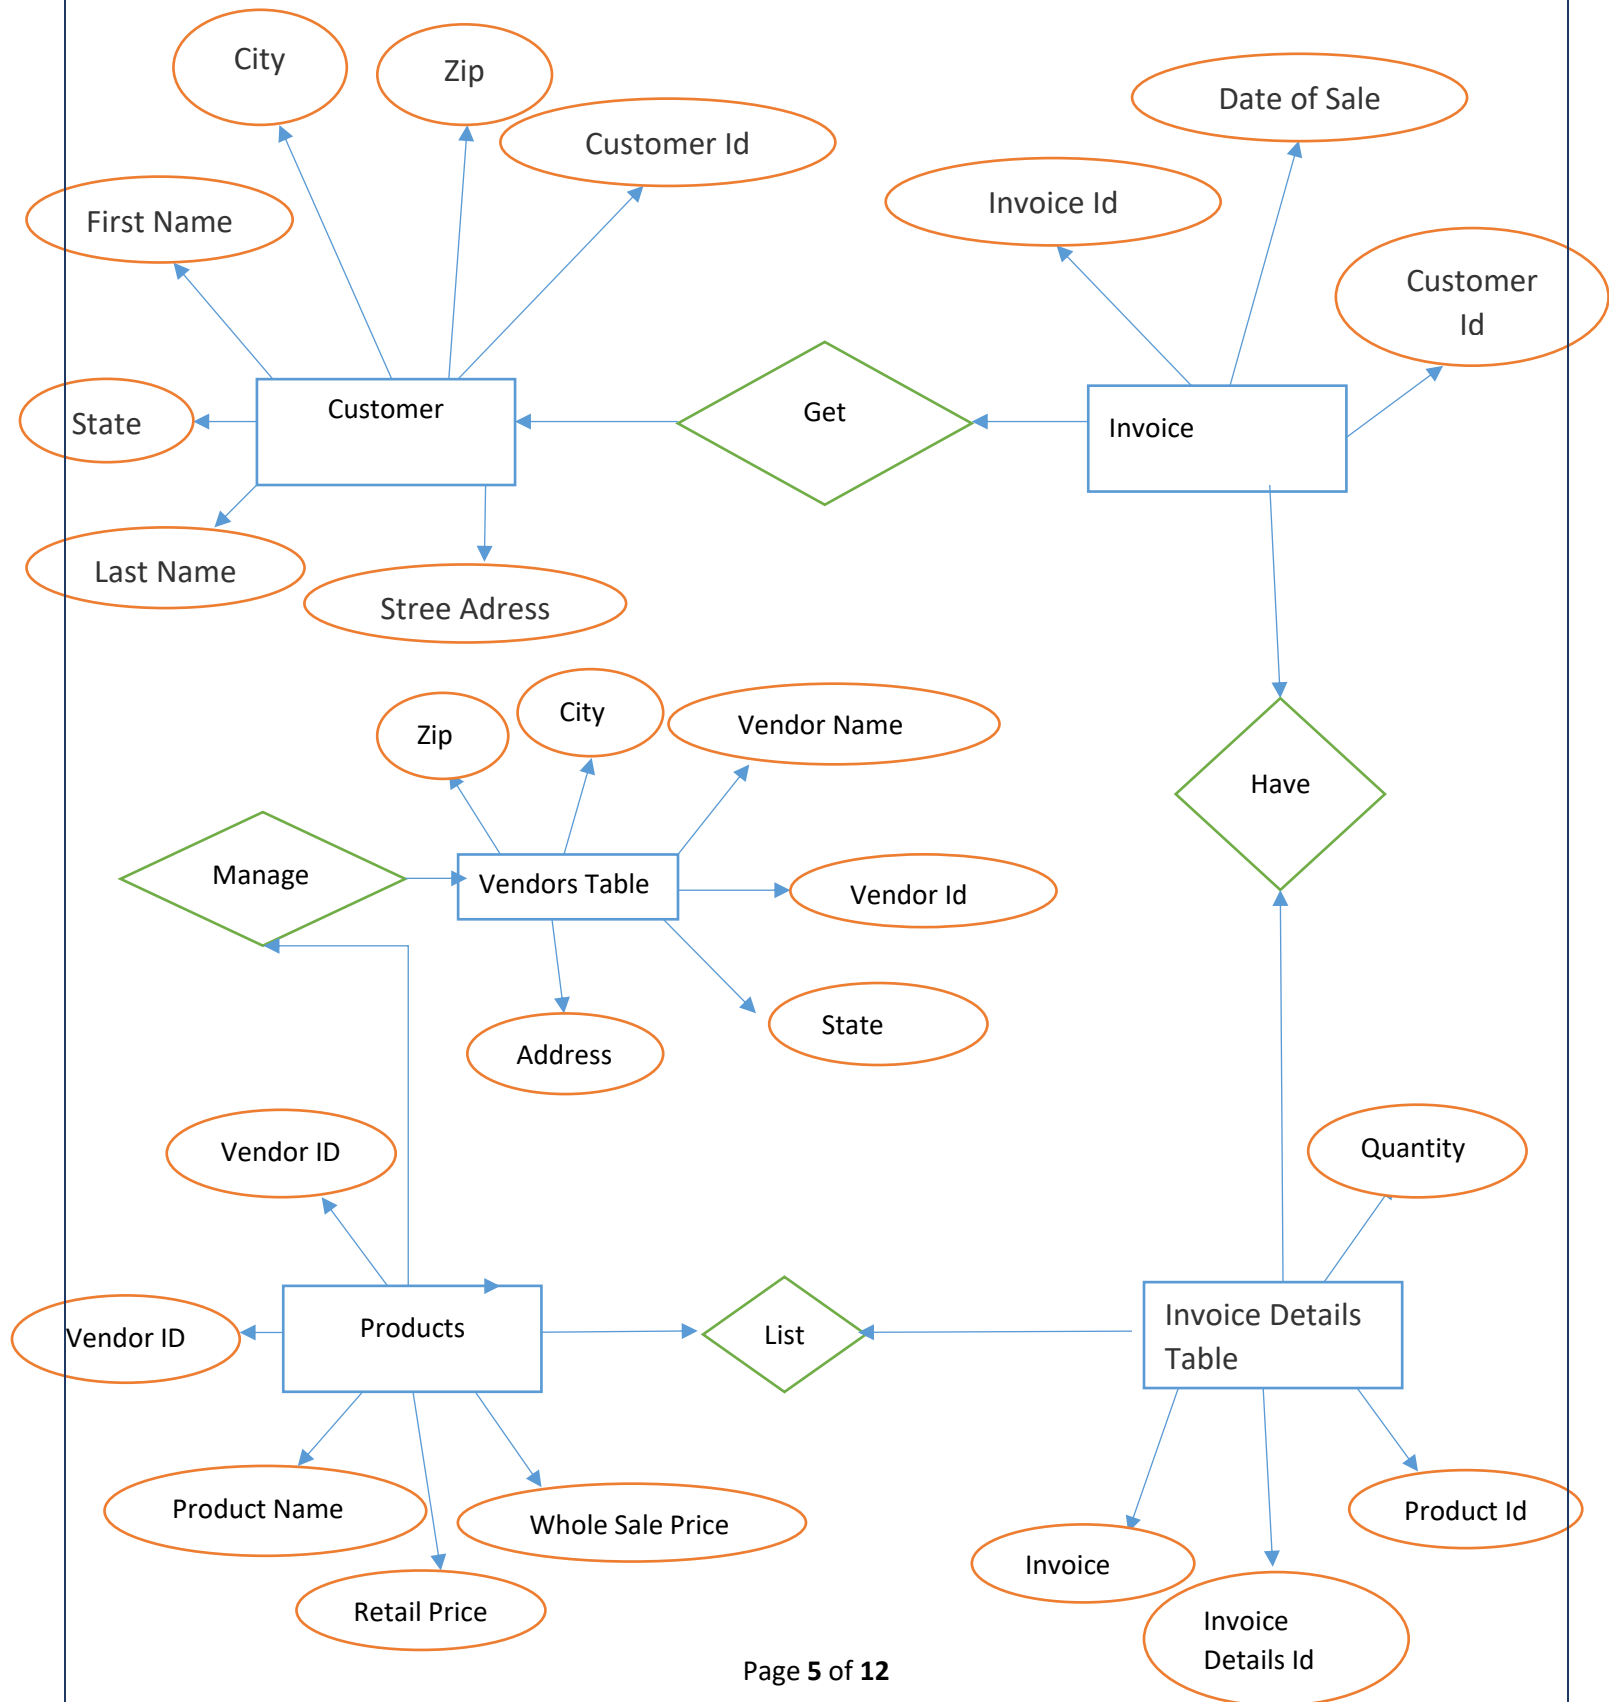 City
Zip
Date of Sale
Customer Id
Invoice Id
First Name
Customer
Id
Customer
Get
Invoice
State
Last Name
Stree Adress
City
Vendor Name
Zip
Have
Manage
Vendors Table
Vendor Id
State
Address
Vendor ID
Quantity
Invoice Details
Table
Products
List
Vendor ID
Product Name
Whole Sale Price
Product Id
Invoice
Retail Price
Invoice
Details Id
Page 5 of 12